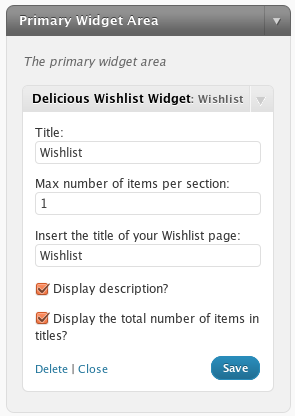 Primary Widget Area
The primary widget area
Delicious Wishlist Widget: Wishlist
Title:
Wishlist
Max number of items per section:
1
Insert the title of your Wishlist page:
Wishlist
Display description?
Display the total number of items in
titles?
Delete | Close
Save